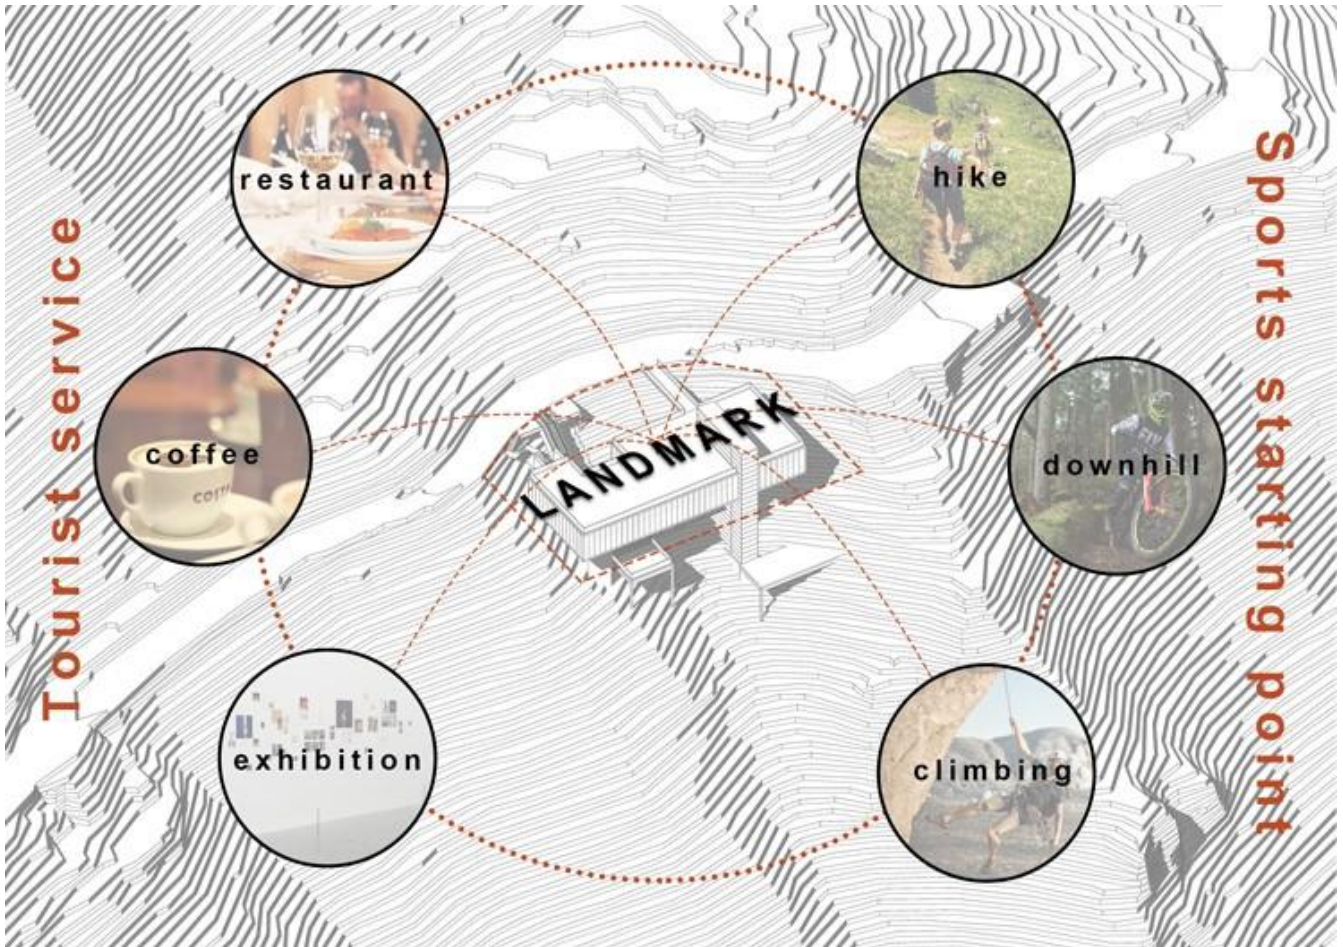 restaurant
hike
Tourist service
Sports starting point
LANDMARK
coffee
downhill
exhibition
climbing